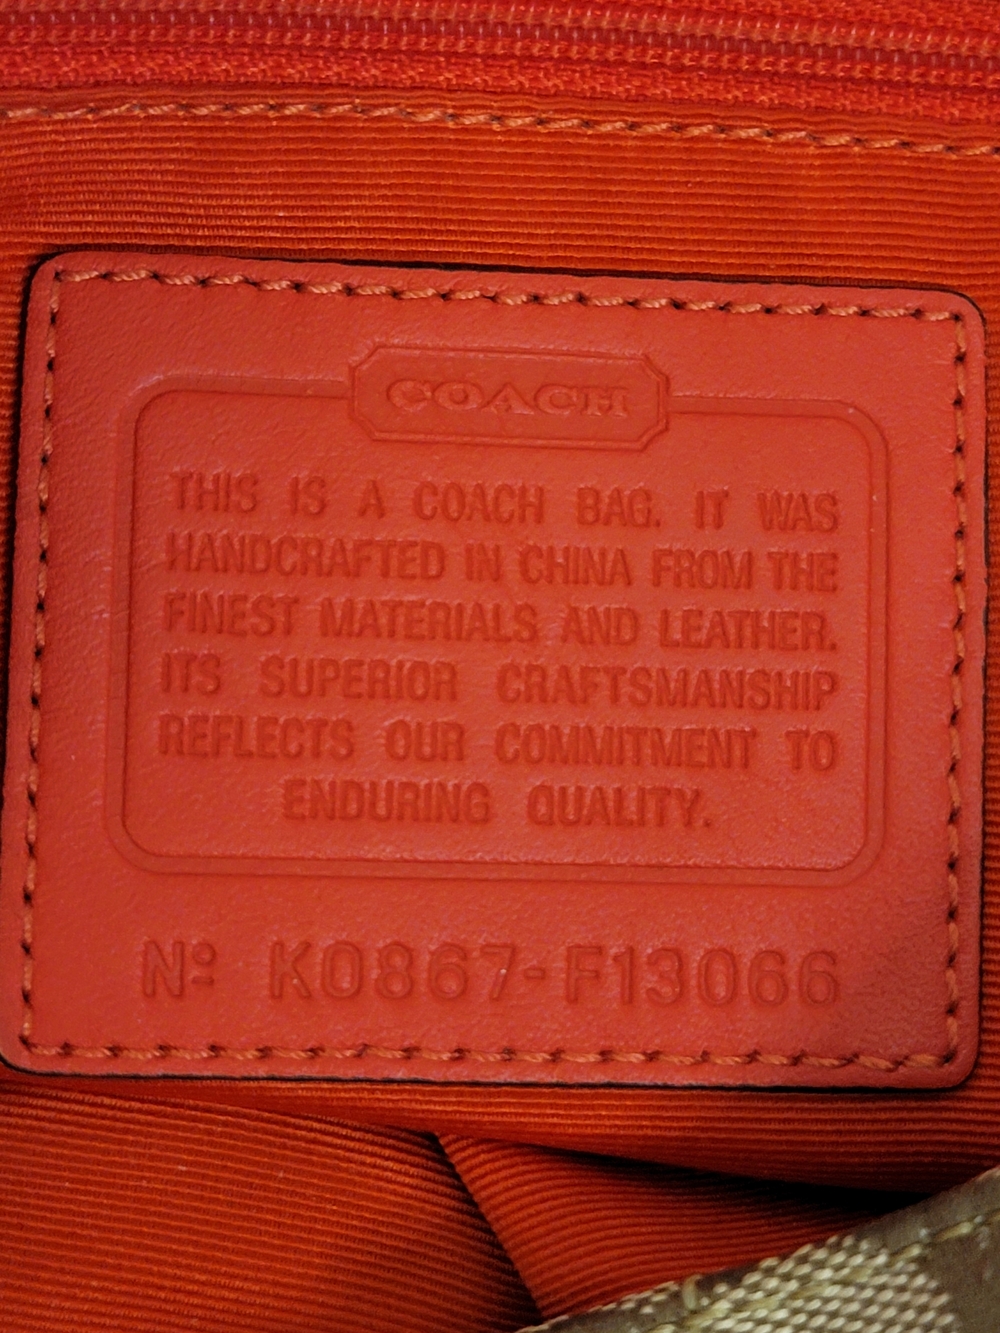 COACH
THIS IS A COACH BAG. IT WAS
HANDCRAFTED IN CHINA FROM THE
FINEST MATERIALS AND LEATHER.
ITS SUPERIOR CRAFTSMANSHIP
REFLECTS OUR COMMITMENT TO
ENDURING QUALITY.
Nº K0867-F13066